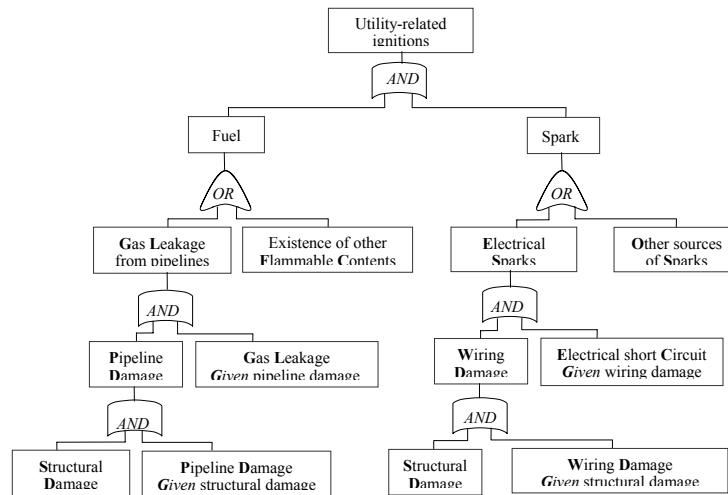 Utility-related
ignitions
AND
Fuel
Spark
OR
OR
Gas Leakage
from pipelines
Existence of other
Flammable Contents
Electrical
Sparks
Other sources
of Sparks
AND
AND
Pipeline
Damage
Gas Leakage
Given pipeline damage
Wiring
Damage
Electrical short Circuit
Given wiring damage
AND
AND
Structural
Damage
Pipeline Damage
Given structural damage
Structural
Damage
Wiring Damage
Given structural damage